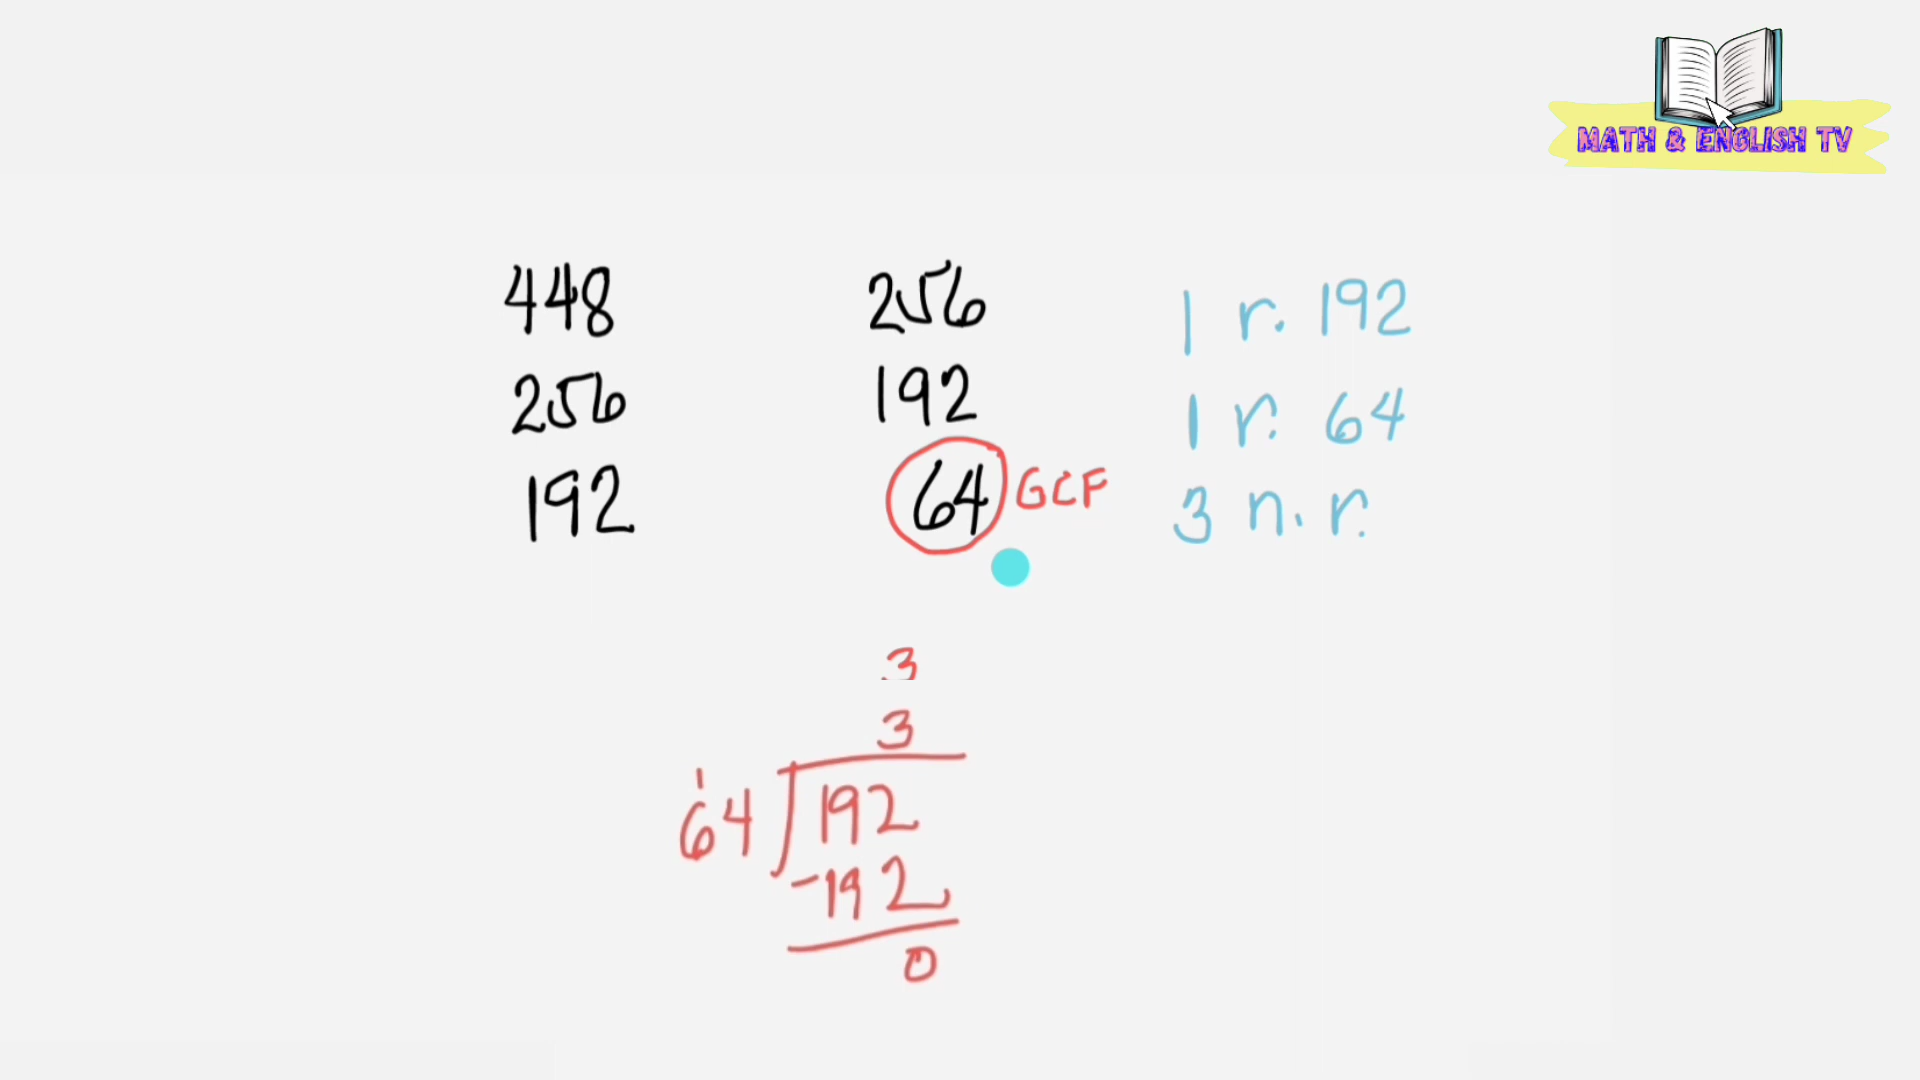 MATH & ENGLISH TV
448 256 1 r. 192
256 192 1 r. 64
192 64 GCF 3 n. r.
3
3
1
64 192
-192
0